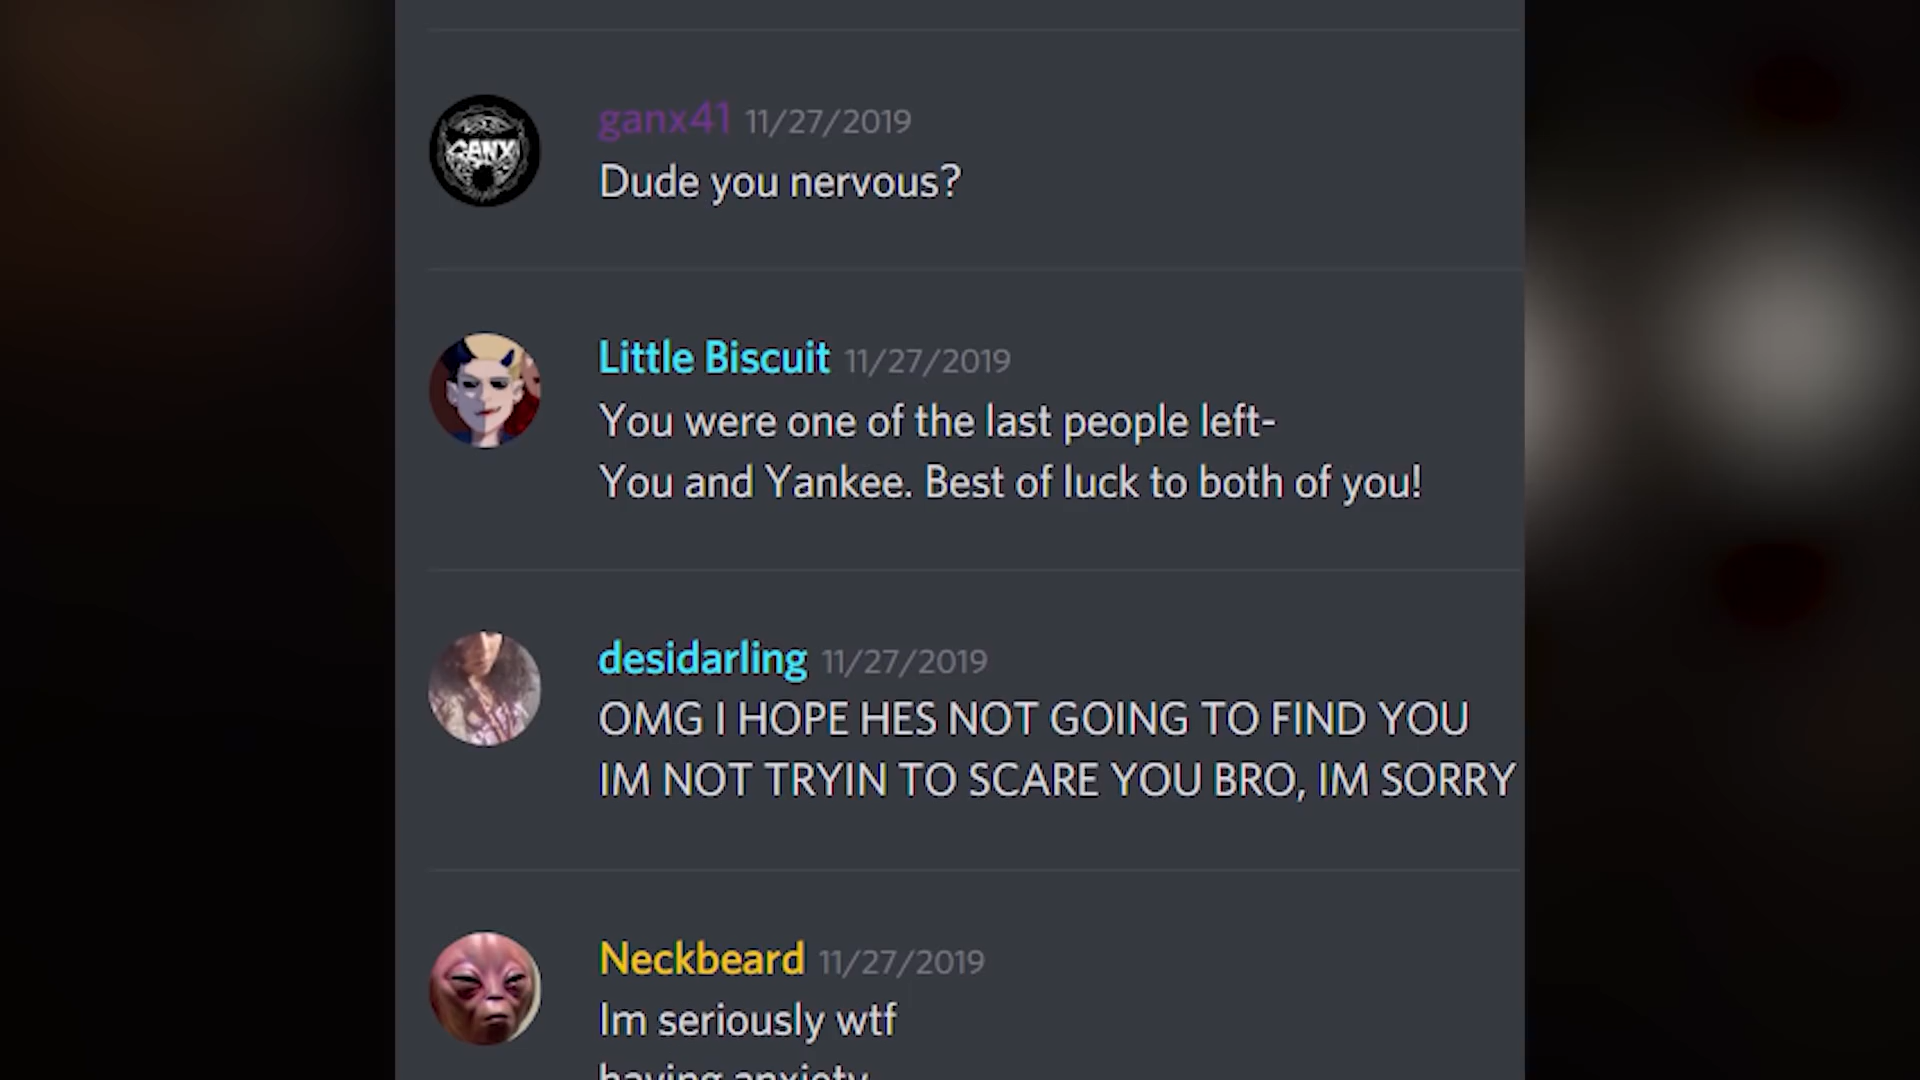 ganx41 11/27/2019
Dude you nervous?
Little Biscuit 11/27/2019
You were one of the last people left-
You and Yankee. Best of luck to both of you!
desidarling 11/27/2019
OMG I HOPE HES NOT GOING TO FIND YOU
IM NOT TRYIN TO SCARE YOU BRO, IM SORRY
Neckbeard 11/27/2019
Im seriously wtf
having anxiety
GANX